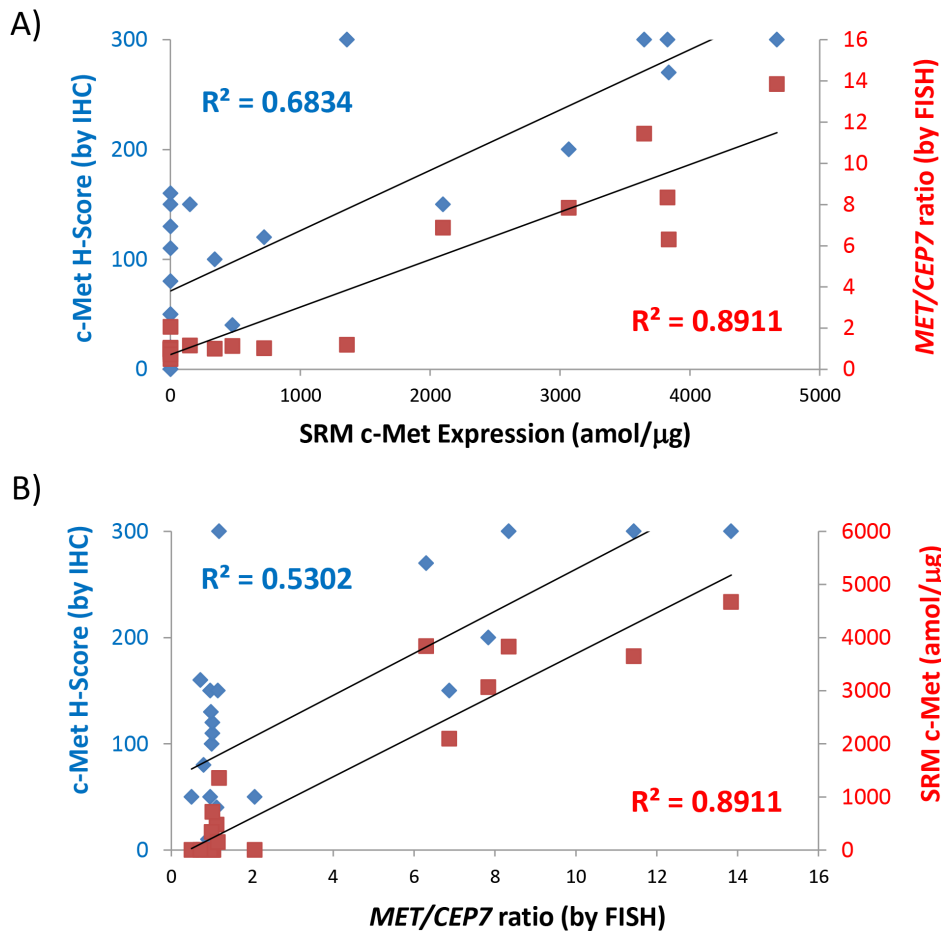 A)
c-Met H-Score (by IHC)
300
200
100
0
R² = 0.6834
R² = 0.8911
16
14
12
10
8
6
4
2
0
MET/CEP7 ratio (by FISH)
0 1000 2000 3000 4000 5000
SRM c-Met Expression (amol/µg)
B)
c-Met H-Score (by IHC)
300
200
100
0
R² = 0.5302
R² = 0.8911
6000
5000
4000
3000
2000
1000
0
SRM c-Met (amol/µg)
0 2 4 6 8 10 12 14 16
MET/CEP7 ratio (by FISH)